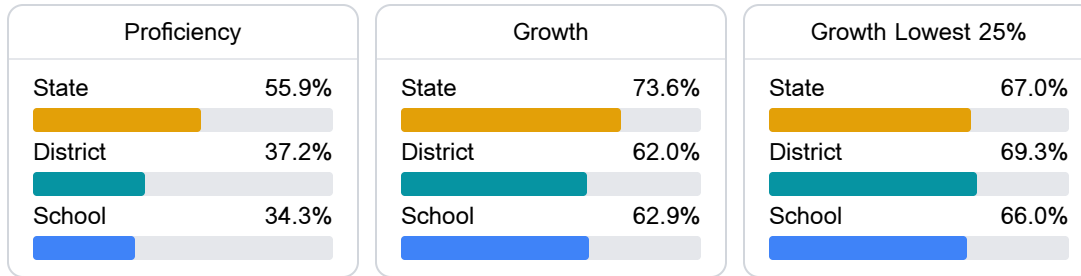 Proficiency
State 55.9%
District 37.2%
School 34.3%
Growth
State 73.6%
District 62.0%
School 62.9%
Growth Lowest 25%
State 67.0%
District 69.3%
School 66.0%